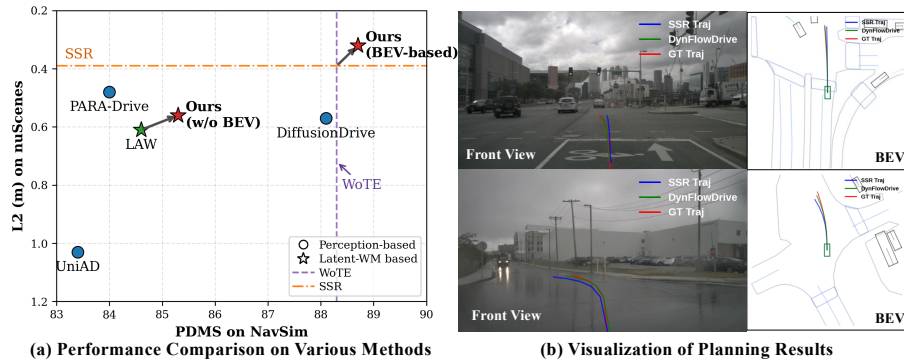 0.2
0.4
0.6
0.8
1.0
1.2
L2 (m) on nuScenes
SSR
Ours
(BEV-based)
PARA-Drive
Ours
(w/o BEV)
LAW
DiffusionDrive
WoTE
UniAD
Perception-based
Latent-WM based
WoTE
SSR
83
84
85
86
87
88
89
90
PDMS on NavSim
(a) Performance Comparison on Various Methods
SSR Traj
DynFlowDrive
GT Traj
Front View
SSR Traj
DynFlowDrive
GT Traj
BEV
SSR Traj
DynFlowDrive
GT Traj
Front View
SSR Traj
DynFlowDrive
GT Traj
BEV
(b) Visualization of Planning Results